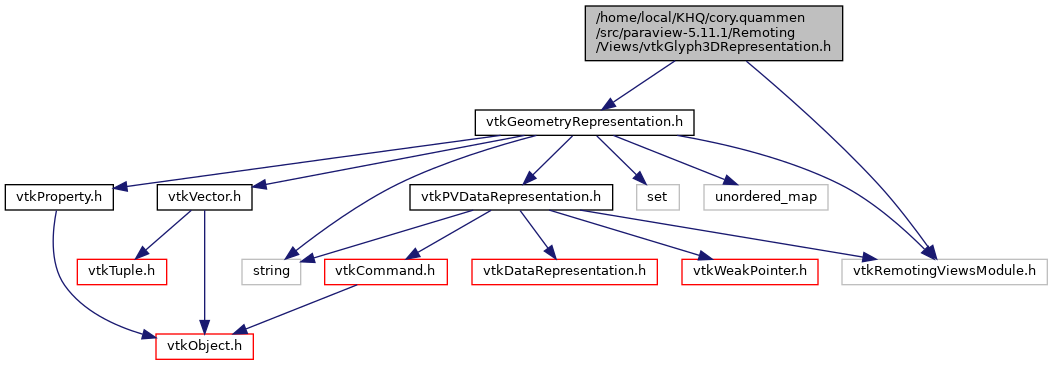 /home/local/KHQ/cory.quammen
/src/paraview-5.11.1/Remoting
/Views/vtkGlyph3DRepresentation.h
vtkGeometryRepresentation.h
vtkProperty.h
vtkVector.h
vtkPVDataRepresentation.h
set
unordered_map
vtkTuple.h
string
vtkCommand.h
vtkDataRepresentation.h
vtkWeakPointer.h
vtkRemotingViewsModule.h
vtkObject.h